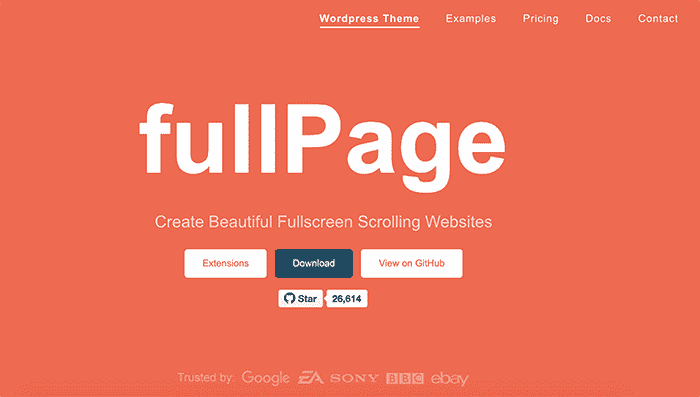 Wordpress Theme Examples Pricing Docs Contact
fullPage
Create Beautiful Fullscreen Scrolling Websites
Extensions Download View on GitHub
Star 26,614
Trusted by: Google EA SONY BBC ebay